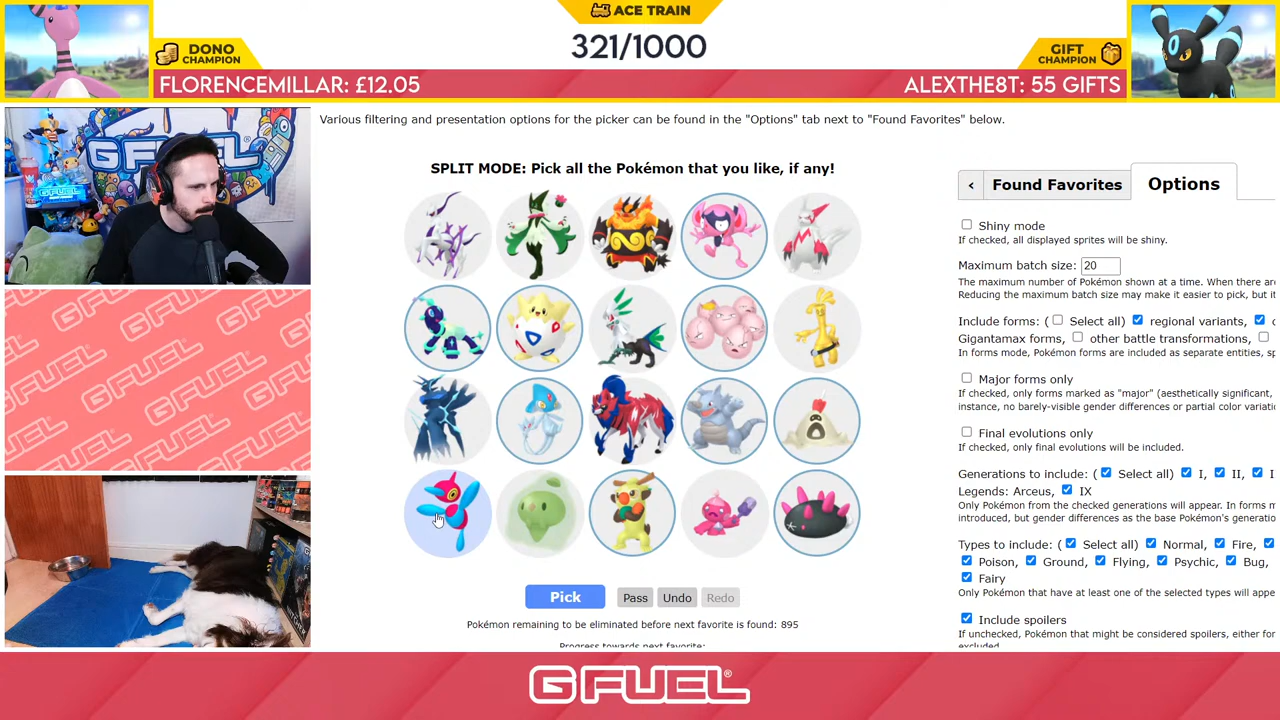 ACE TRAIN
321/1000
DONO
CHAMPION
GIFT
CHAMPION
FLORENCEMILLAR: £12.05
ALEXTHE8T: 55 GIFTS
Various filtering and presentation options for the picker can be found in the "Options" tab next to "Found Favorites" below.
SPLIT MODE: Pick all the Pokémon that you like, if any!
< Found Favorites Options
Shiny mode
If checked, all displayed sprites will be shiny.
Maximum batch size: 20
The maximum number of Pokémon shown at a time. When there are
Reducing the maximum batch size may make it easier to pick, but it
Include forms: ( Select all) regional variants,
Gigantamax forms, other battle transformations,
In forms mode, Pokémon forms are included as separate entities, sp
Major forms only
If checked, only forms marked as "major" (aesthetically significant,
instance, no barely-visible gender differences or partial color variatio
Final evolutions only
If checked, only final evolutions will be included.
Generations to include: ( Select all) I, II, I
Legends: Arceus, IX
Only Pokémon from the checked generations will appear. In forms m
introduced, but gender differences as the base Pokémon's generatio
Types to include: ( Select all) Normal, Fire,
Poison, Ground, Flying, Psychic, Bug,
Fairy
Only Pokémon that have at least one of the selected types will appe
Include spoilers
If unchecked, Pokémon that might be considered spoilers, either for
excluded.
Pick Pass Undo Redo
Pokémon remaining to be eliminated before next favorite is found: 895
Progress towards next favorite:
G FUEL
G FUEL